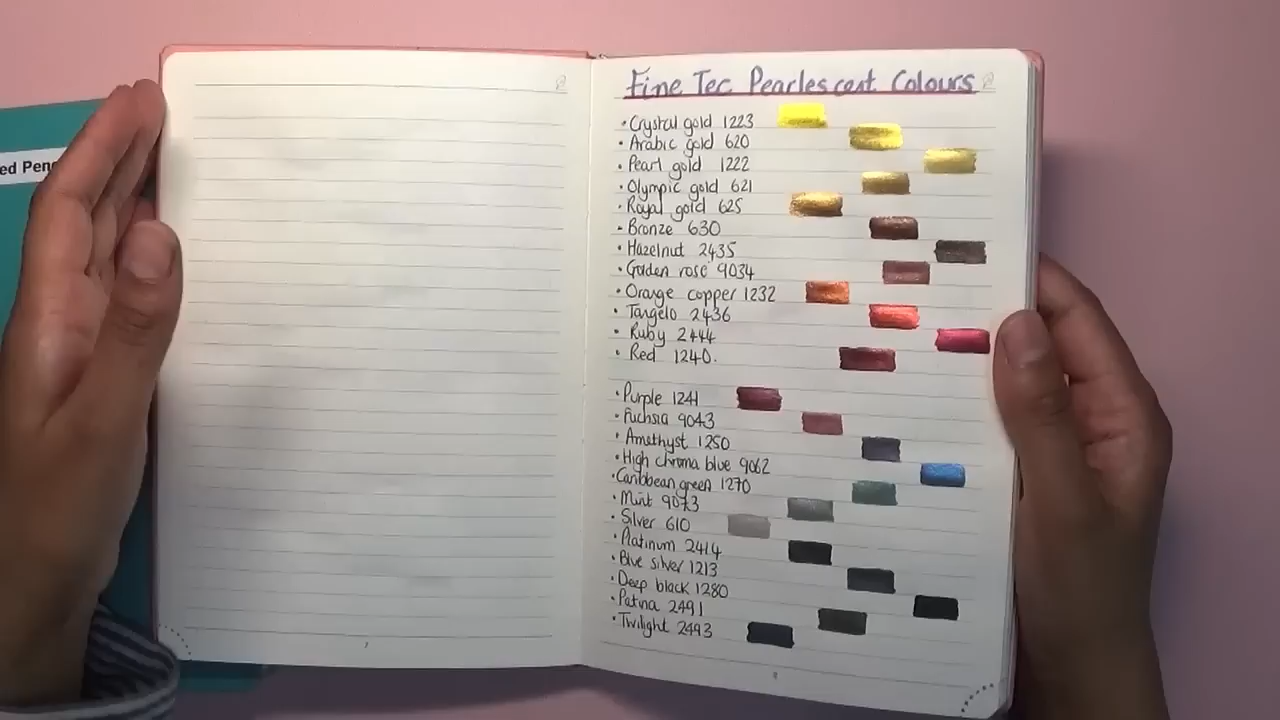 ed Pen
Fine Tec Pearlescent Colours
• Crystal gold 1223
• Arabic gold 620
• Pearl gold 1222
• Olympic gold 621
• Royal gold 625
• Bronze 630
• Hazelnut 2435
• Golden rose 9034
• Orange copper 1232
• Targelo 2436
• Ruby 2444
• Red 1240.
• Purple 1241
• Fuchsia 9043
• Amethyst 1250
• High chroma blue 9062
• Caribbean green 1270
• Mint 9073
• Silver 610
• Platinum 2414
• Blue silver 1213
• Deep black 1280
• Patina 2491
• Twilight 2493